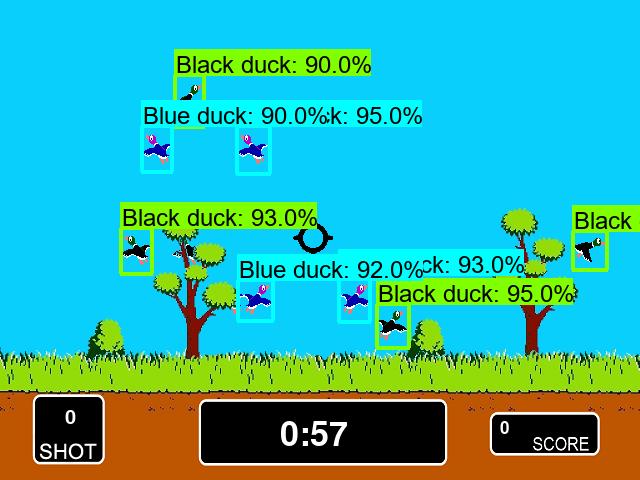 Black duck: 90.0%
Blue duck: 90.0%
k: 95.0%
Black duck: 93.0%
Black
Blue duck: 92.0%
ck: 93.0%
Black duck: 95.0%
0
SHOT
0:57
0
SCORE